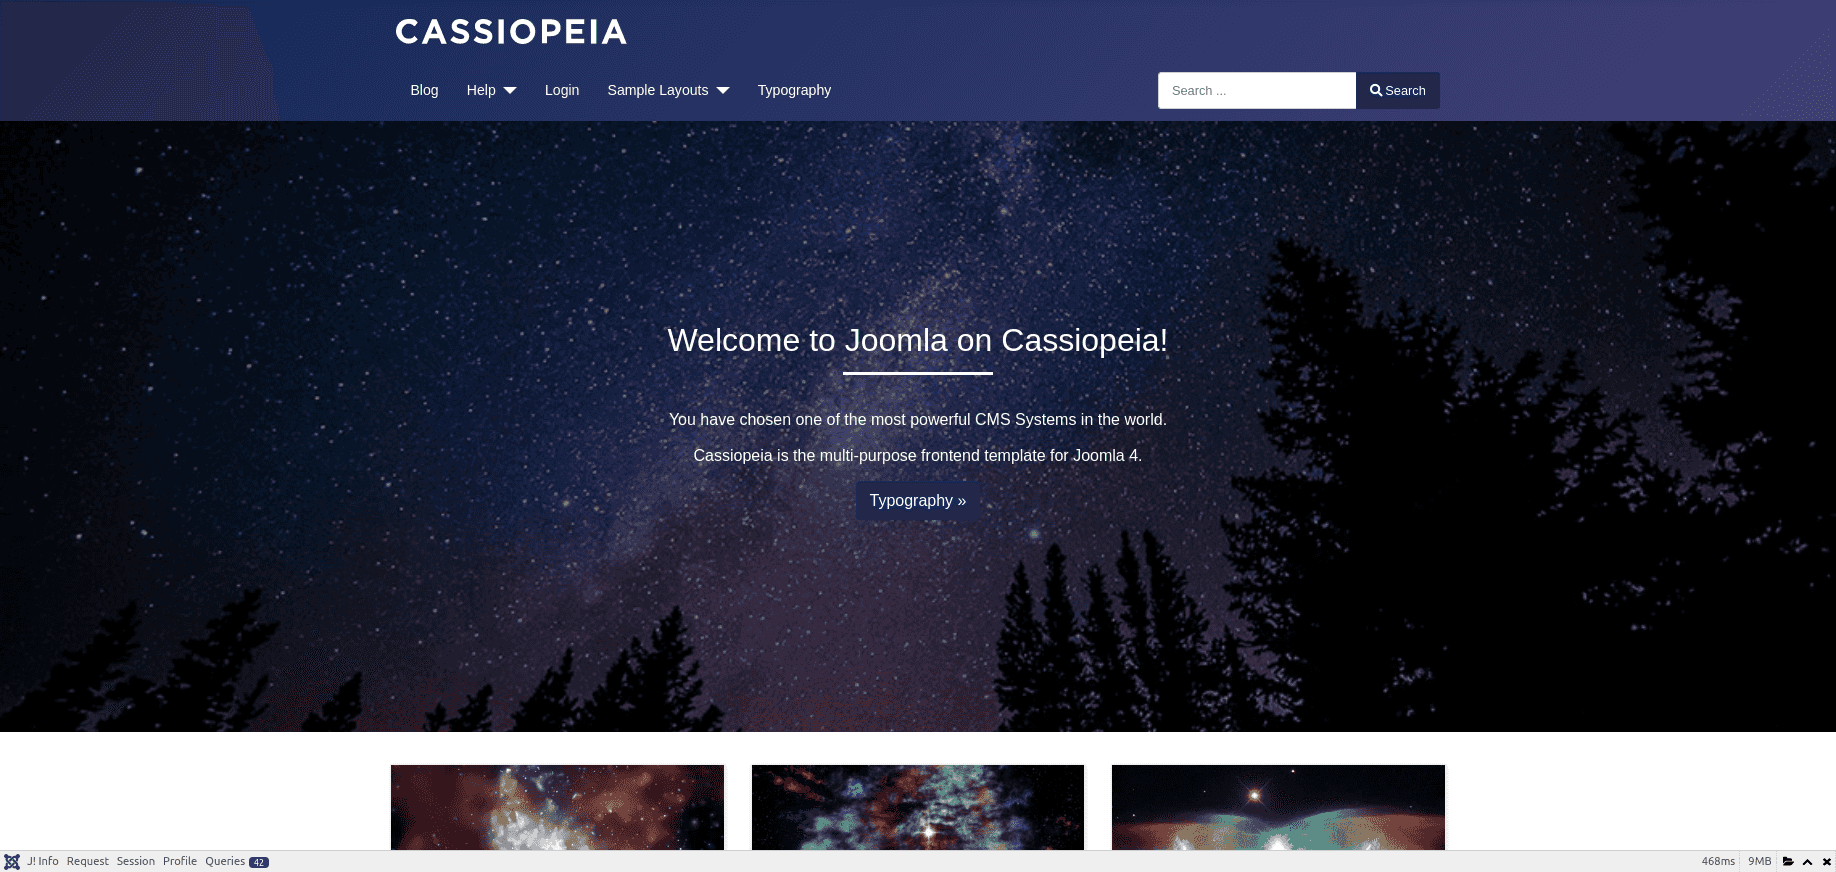 CASSIOPEIA
Blog Help Login Sample Layouts Typography Search ... Search
Welcome to Joomla on Cassiopeia!
You have chosen one of the most powerful CMS Systems in the world.
Cassiopeia is the multi-purpose frontend template for Joomla 4.
Typography »
J! Info Request Session Profile Queries 42 468ms 9MB